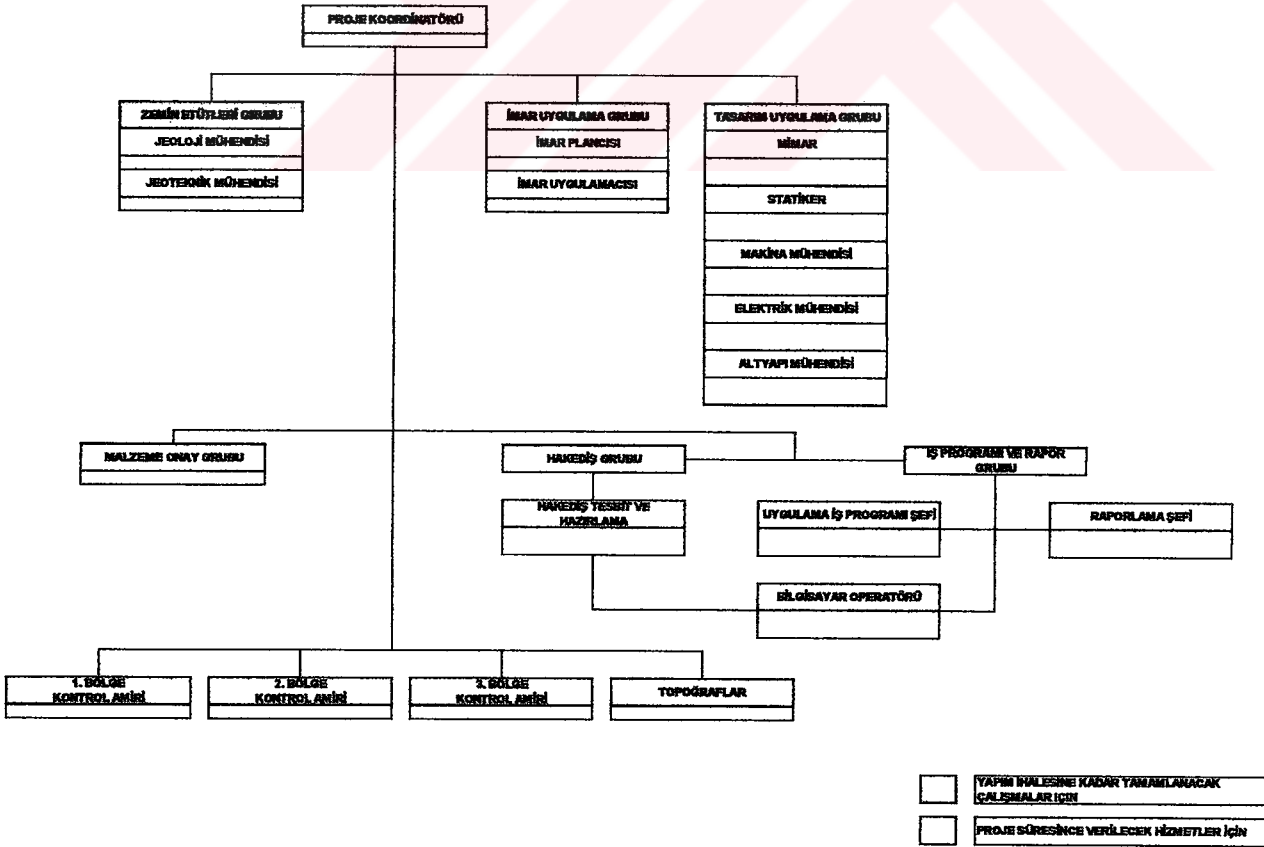 PROJE KOORDİNATÖRÜ
ZEMİN ETÜTLERİ GRUBU
JEOLOJİ MÜHENDİSİ
JEOTEKNİK MÜHENDİSİ
İMAR UYGULAMA GRUBU
İMAR PLANCISI
İMAR UYGULAMACISI
TASARIM UYGULAMA GRUBU
MİMAR
STATİKER
MAKİNA MÜHENDİSİ
ELEKTRİK MÜHENDİSİ
ALTYAPI MÜHENDİSİ
MALZEME ONAY GRUBU
HAKEDİŞ GRUBU
İŞ PROGRAMI VE RAPOR
GRUBU
HAKEDİŞ TESBİT VE
HAZIRLAMA
UYGULAMA İŞ PROGRAMI ŞEFİ
RAPORLAMA ŞEFİ
BİLGİSAYAR OPERATÖRÜ
1. BÖLGE
KONTROL AMİRİ
2. BÖLGE
KONTROL AMİRİ
3. BÖLGE
KONTROL AMİRİ
TOPOĞRAFLAR
YAPIM İHALESİNE KADAR TAMAMLANACAK
ÇALIŞMALAR İÇİN
PROJE SÜRESİNCE VERİLECEK HİZMETLER İÇİN